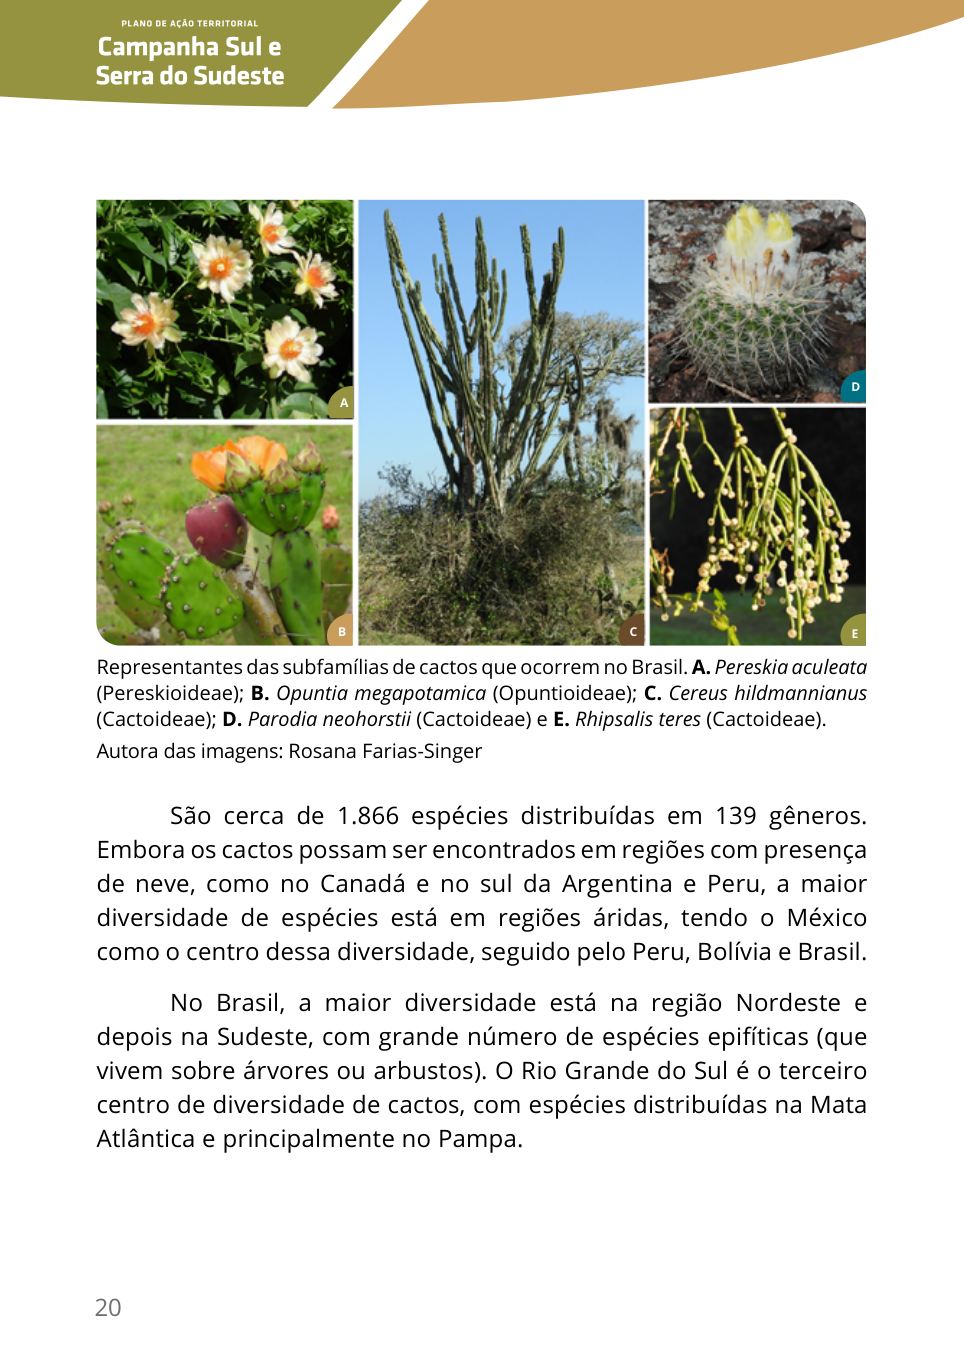 PLANO DE AÇÃO TERRITORIAL
Campanha Sul e
Serra do Sudeste
A
B
C
D
E
Representantes das subfamílias de cactos que ocorrem no Brasil. A. Pereskia aculeata
(Pereskioideae); B. Opuntia megapotamica (Opuntioideae); C. Cereus hildmannianus
(Cactoideae); D. Parodia neohorstii (Cactoideae) e E. Rhipsalis teres (Cactoideae).
Autora das imagens: Rosana Farias-Singer
São cerca de 1.866 espécies distribuídas em 139 gêneros.
Embora os cactos possam ser encontrados em regiões com presença
de neve, como no Canadá e no sul da Argentina e Peru, a maior
diversidade de espécies está em regiões áridas, tendo o México
como o centro dessa diversidade, seguido pelo Peru, Bolívia e Brasil.
No Brasil, a maior diversidade está na região Nordeste e
depois na Sudeste, com grande número de espécies epifíticas (que
vivem sobre árvores ou arbustos). O Rio Grande do Sul é o terceiro
centro de diversidade de cactos, com espécies distribuídas na Mata
Atlântica e principalmente no Pampa.
20